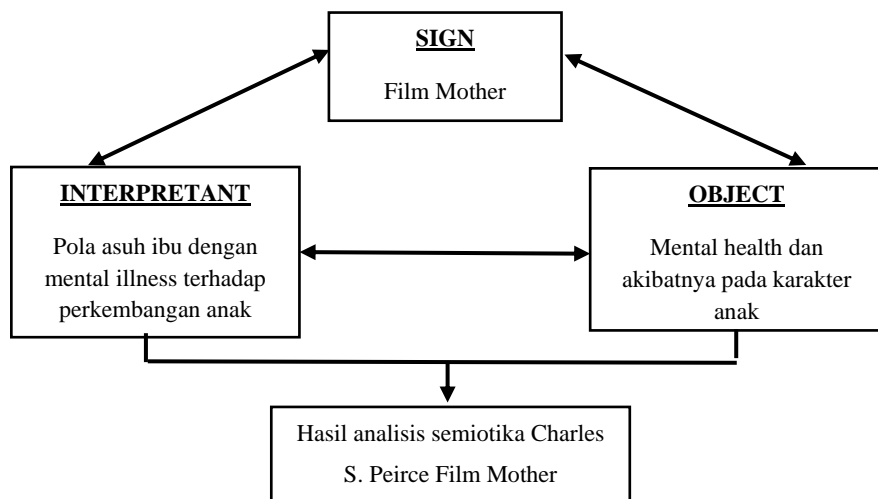 SIGN
Film Mother
INTERPRETANT
Pola asuh ibu dengan
mental illness terhadap
perkembangan anak
OBJECT
Mental health dan
akibatnya pada karakter
anak
Hasil analisis semiotika Charles
S. Peirce Film Mother